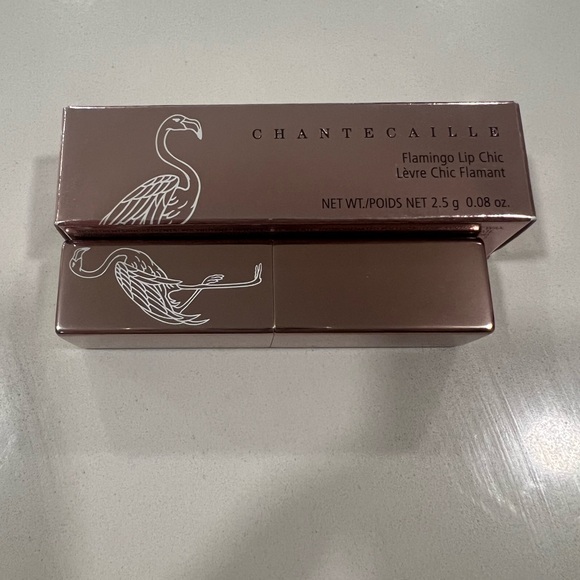 CHANTECAILLE
Flamingo Lip Chic
Lèvre Chic Flamant
NET WT./POIDS NET 2.5 g 0.08 oz.